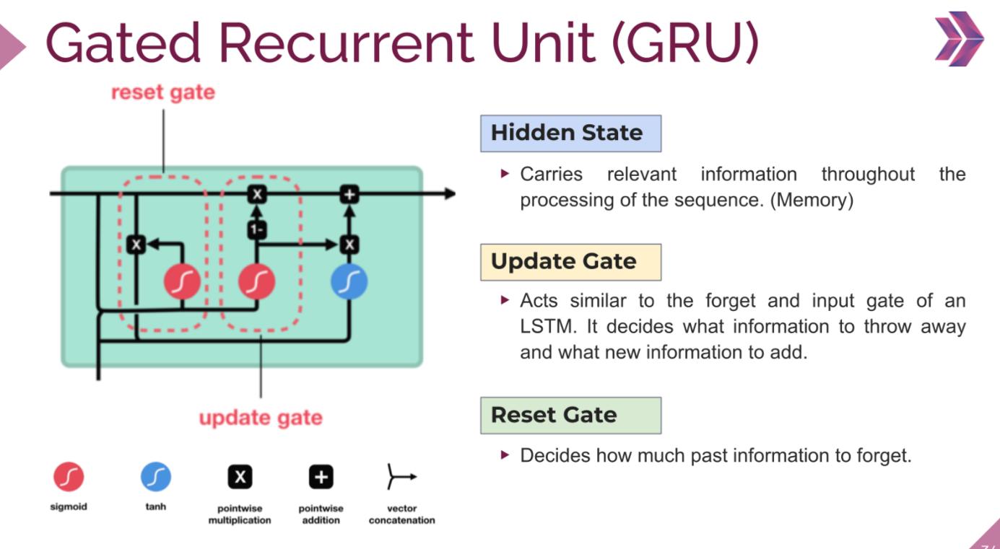 Gated Recurrent Unit (GRU)
reset gate
X
+
1-
X
X
update gate
sigmoid
tanh
X
pointwise
multiplication
+
pointwise
addition
vector
concatenation
Hidden State
Carries relevant information throughout the
processing of the sequence. (Memory)
Update Gate
Acts similar to the forget and input gate of an
LSTM. It decides what information to throw away
and what new information to add.
Reset Gate
Decides how much past information to forget.